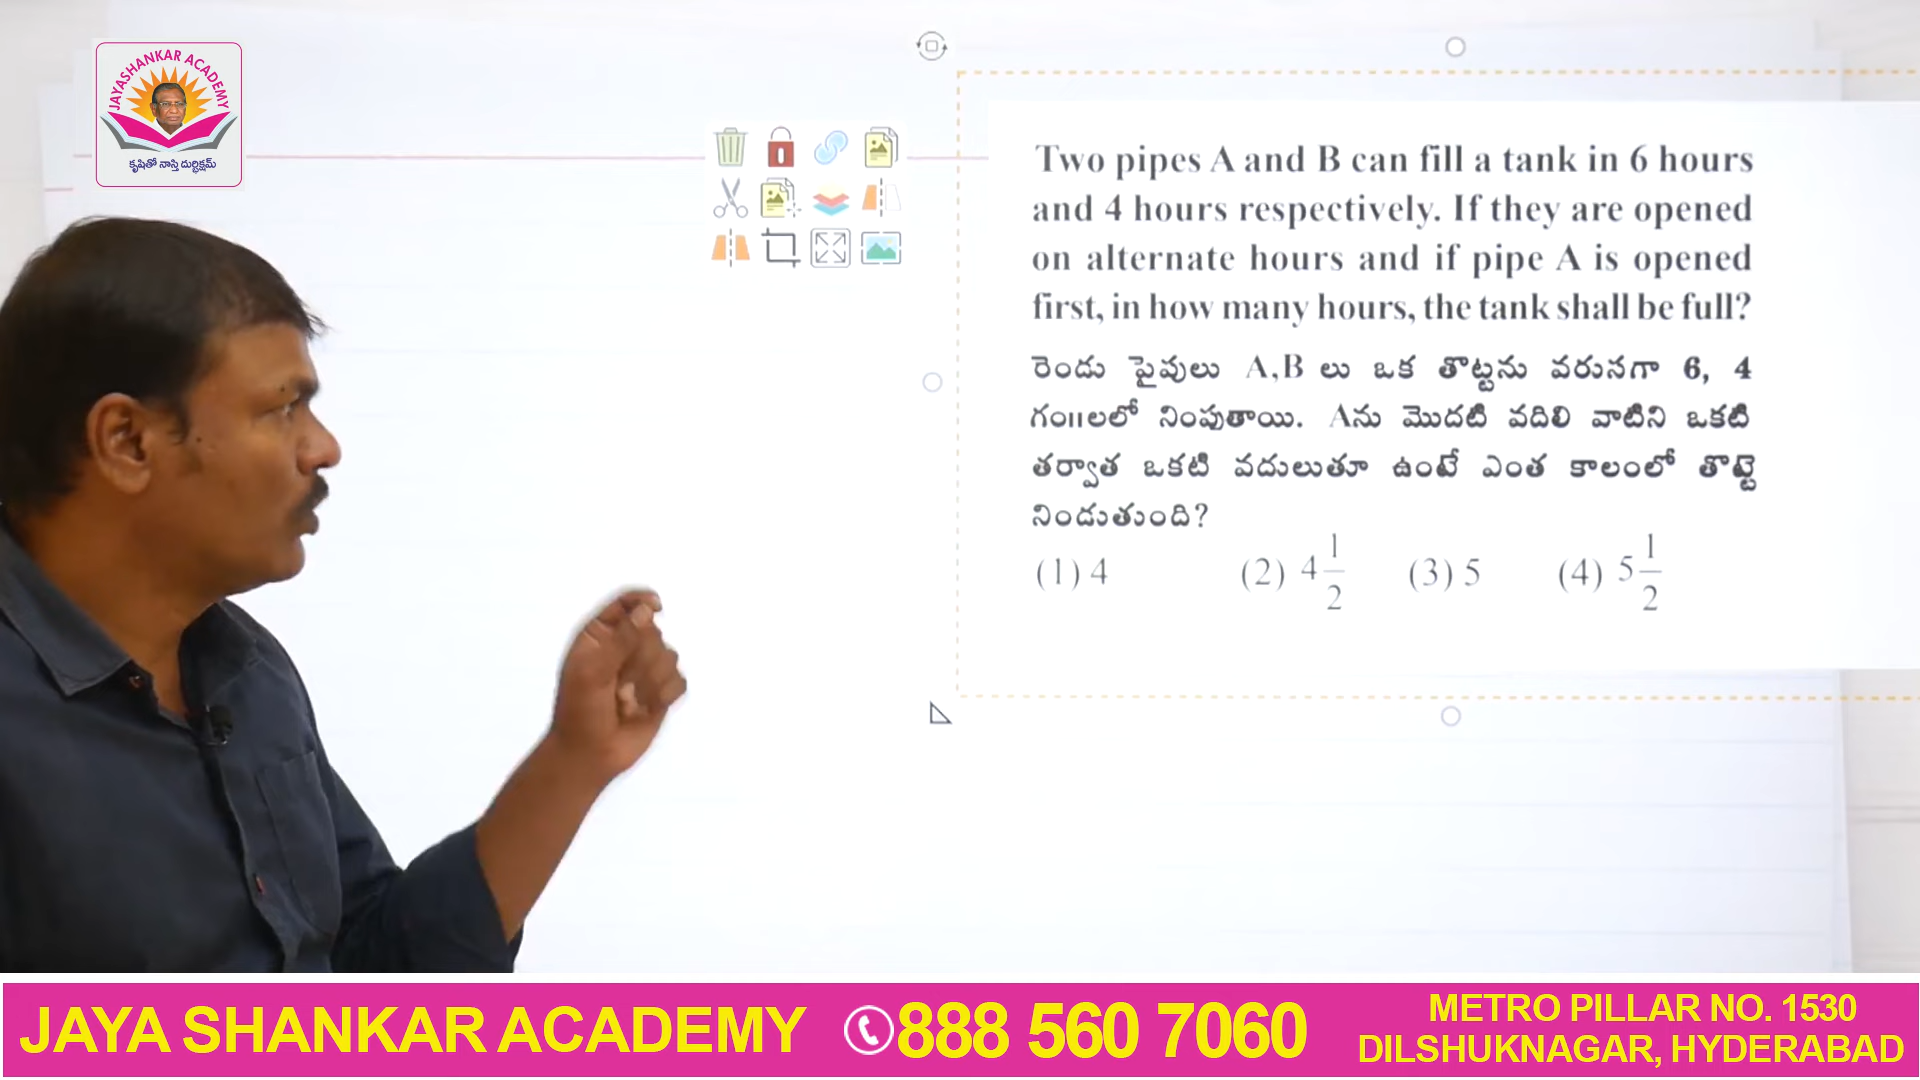 JAYASHANKAR ACADEMY
కృషితో నాస్తి దుర్భిక్షమ్
Two pipes A and B can fill a tank in 6 hours
and 4 hours respectively. If they are opened
on alternate hours and if pipe A is opened
first, in how many hours, the tank shall be full?
రెండు పైపులు A,B లు ఒక తొట్టను వరుసగా 6, 4
గం॥లలో నింపుతాయి. Aను మొదటి వదిలి వాటిని ఒకటి
తర్వాత ఒకటి వదులుతూ ఉంటే ఎంత కాలంలో తొట్టె
నిండుతుంది?
(1) 4 (2) 4 1/2 (3) 5 (4) 5 1/2
JAYA SHANKAR ACADEMY 888 560 7060
METRO PILLAR NO. 1530
DILSHUKNAGAR, HYDERABAD